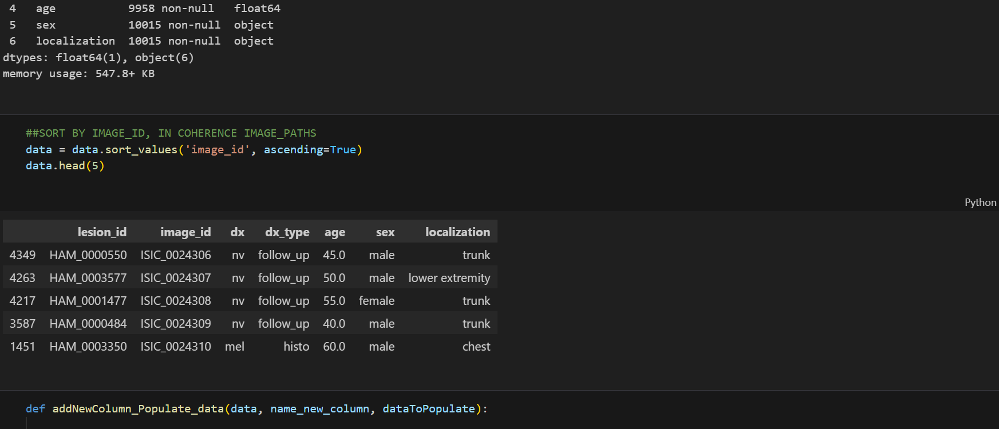 4 age 9958 non-null float64
5 sex 10015 non-null object
6 localization 10015 non-null object
dtypes: float64(1), object(6)
memory usage: 547.8+ KB
##SORT BY IMAGE_ID, IN COHERENCE IMAGE_PATHS
data = data.sort_values('image_id', ascending=True)
data.head(5)
Python
lesion_id image_id dx dx_type age sex localization
4349 HAM_0000550 ISIC_0024306 nv follow_up 45.0 male trunk
4263 HAM_0003577 ISIC_0024307 nv follow_up 50.0 male lower extremity
4217 HAM_0001477 ISIC_0024308 nv follow_up 55.0 female trunk
3587 HAM_0000484 ISIC_0024309 nv follow_up 40.0 male trunk
1451 HAM_0003350 ISIC_0024310 mel histo 60.0 male chest
def addNewColumn_Populate_data(data, name_new_column, dataToPopulate):